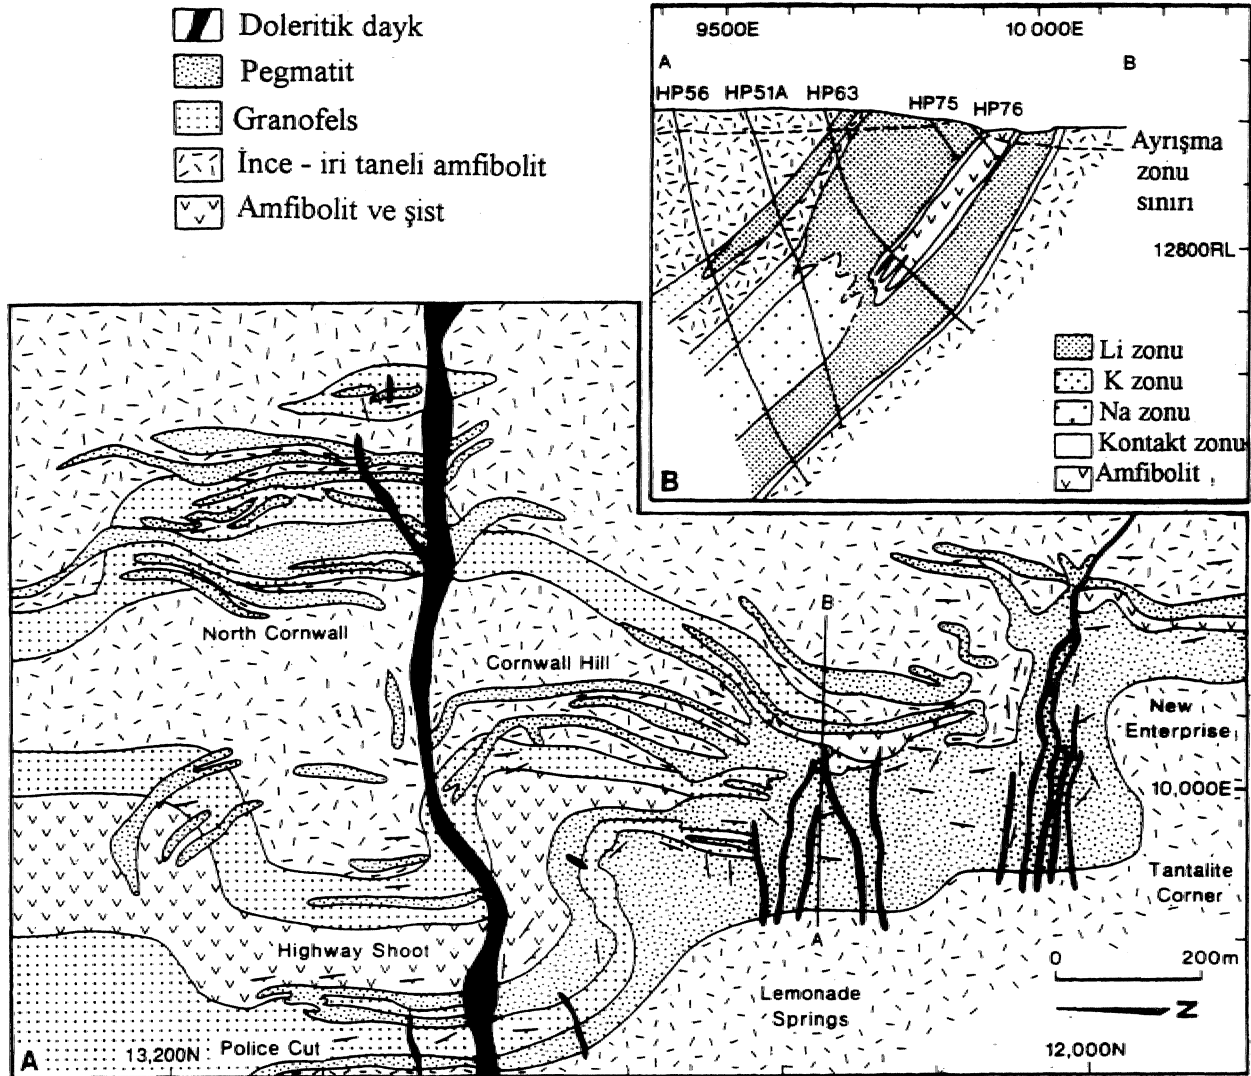 Doleritik dayk
Pegmatit
Granofels
İnce - iri taneli amfibolit
Amfibolit ve şist
9500E
10 000E
A
B
HP56
HP51A
HP63
HP75
HP76
Ayrışma
zonu
sınırı
12800RL
Li zonu
K zonu
Na zonu
Kontakt zonu
Amfibolit
B
North Cornwall
Cornwall Hill
B
New
Enterprise
10,000E
Tantalite
Corner
Highway Shoot
A
0
200m
Lemonade
Springs
Z
A
13,200N
Police Cut
12,000N